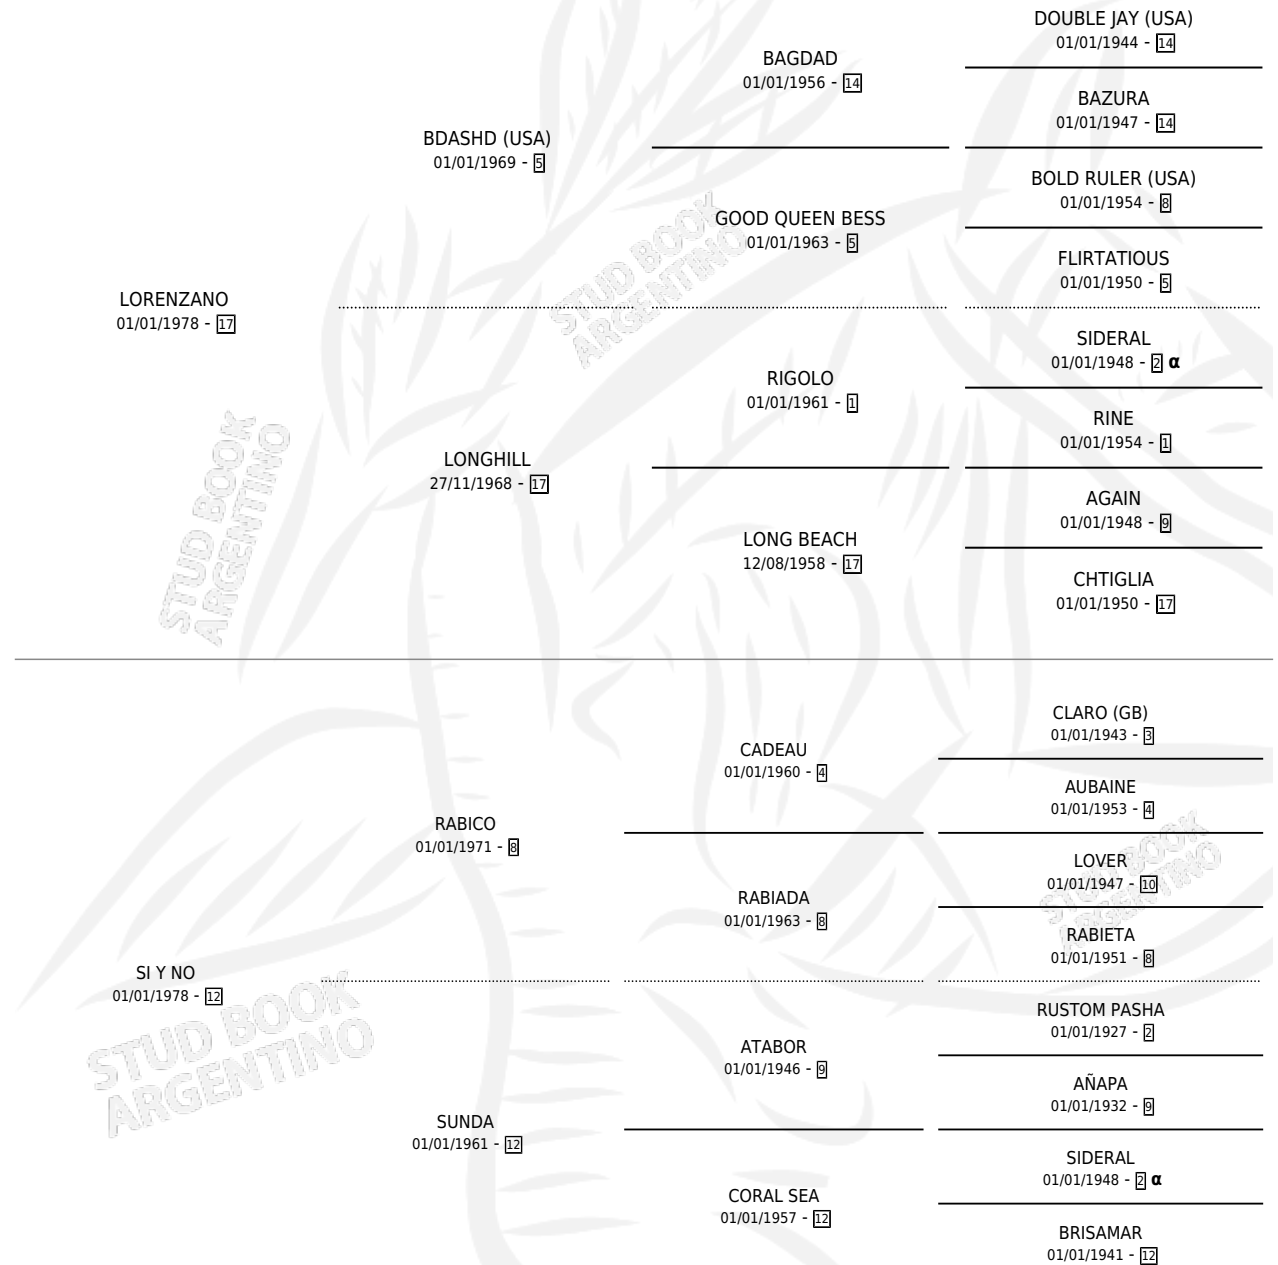 DOUBLE JAY (USA)
01/01/1944 - 14
BAGDAD
01/01/1956 - 14
BAZURA
01/01/1947 - 14
BDASHD (USA)
01/01/1969 - 5
BOLD RULER (USA)
01/01/1954 - 8
GOOD QUEEN BESS
01/01/1963 - 5
FLIRTATIOUS
01/01/1950 - 5
STUD BOOK
ARGENTINO
LORENZANO
01/01/1978 - 17
SIDERAL
01/01/1948 - 2 α
RIGOLO
01/01/1961 - 1
RINE
01/01/1954 - 1
LONGHILL
27/11/1968 - 17
AGAIN
01/01/1948 - 9
LONG BEACH
12/08/1958 - 17
CHTIGLIA
01/01/1950 - 17
STUD BOOK
ARGENTINO
CLARO (GB)
01/01/1943 - 3
CADEAU
01/01/1960 - 4
AUBAINE
01/01/1953 - 4
RABICO
01/01/1971 - 8
LOVER
01/01/1947 - 10
RABIADA
01/01/1963 - 8
RABIETA
01/01/1951 - 8
STUD BOOK
ARGENTINO
SI Y NO
01/01/1978 - 12
RUSTOM PASHA
01/01/1927 - 2
ATABOR
01/01/1946 - 9
AÑAPA
01/01/1932 - 9
STUD BOOK
ARGENTINO
SUNDA
01/01/1961 - 12
SIDERAL
01/01/1948 - 2 α
CORAL SEA
01/01/1957 - 12
BRISAMAR
01/01/1941 - 12